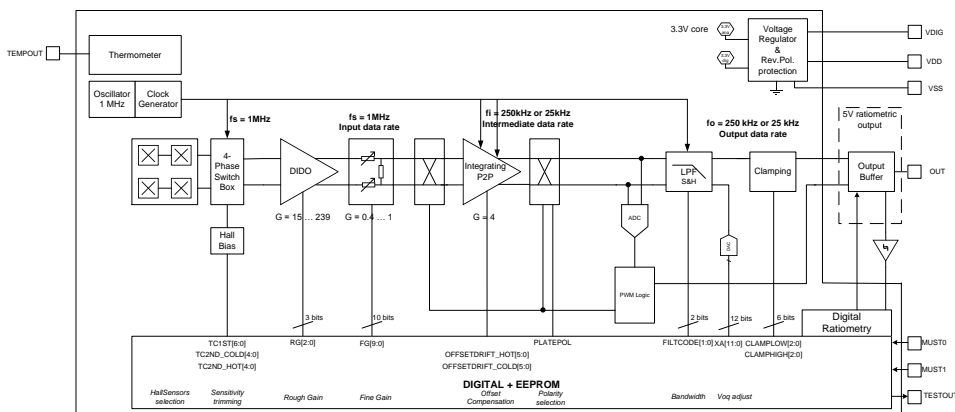 TEMPOUT
Thermometer
Oscillator
1 MHz
Clock
Generator
3.3V core
3.3V
3.3V
dig
Voltage
Regulator
&
Rev.Pol.
protection
VDIG
VDD
VSS
fs = 1MHz
fs = 1MHz
Input data rate
fi = 250kHz or 25kHz
Intermediate data rate
fo = 250 kHz or 25 kHz
Output data rate
5V ratiometric
output
4-
Phase
Switch
Box
DIDO
Integrating
P2P
LPF
S&H
Clamping
Output
Buffer
OUT
G = 15 ... 239
G = 0.4 ... 1
G = 4
ADC
DAC
Hall
Bias
PWM Logic
3 bits
10 bits
2 bits
12 bits
6 bits
Digital
Ratiometry
TC1ST[6:0]
TC2ND_COLD[4:0]
TC2ND_HOT[4:0]
RG[2:0]
FG[9:0]
OFFSETDRIFT_HOT[5:0]
OFFSETDRIFT_COLD[5:0]
PLATEPOL
FILTCODE[1:0]
XA[11:0]
CLAMPLOW[2:0]
CLAMPHIGH[2:0]
MUST0
MUST1
TESTOUT
DIGITAL + EEPROM
HallSensors
selection
Sensitivity
trimming
Rough Gain
Fine Gain
Offset
Compensation
Polarity
selection
Bandwidth
Voq adjust